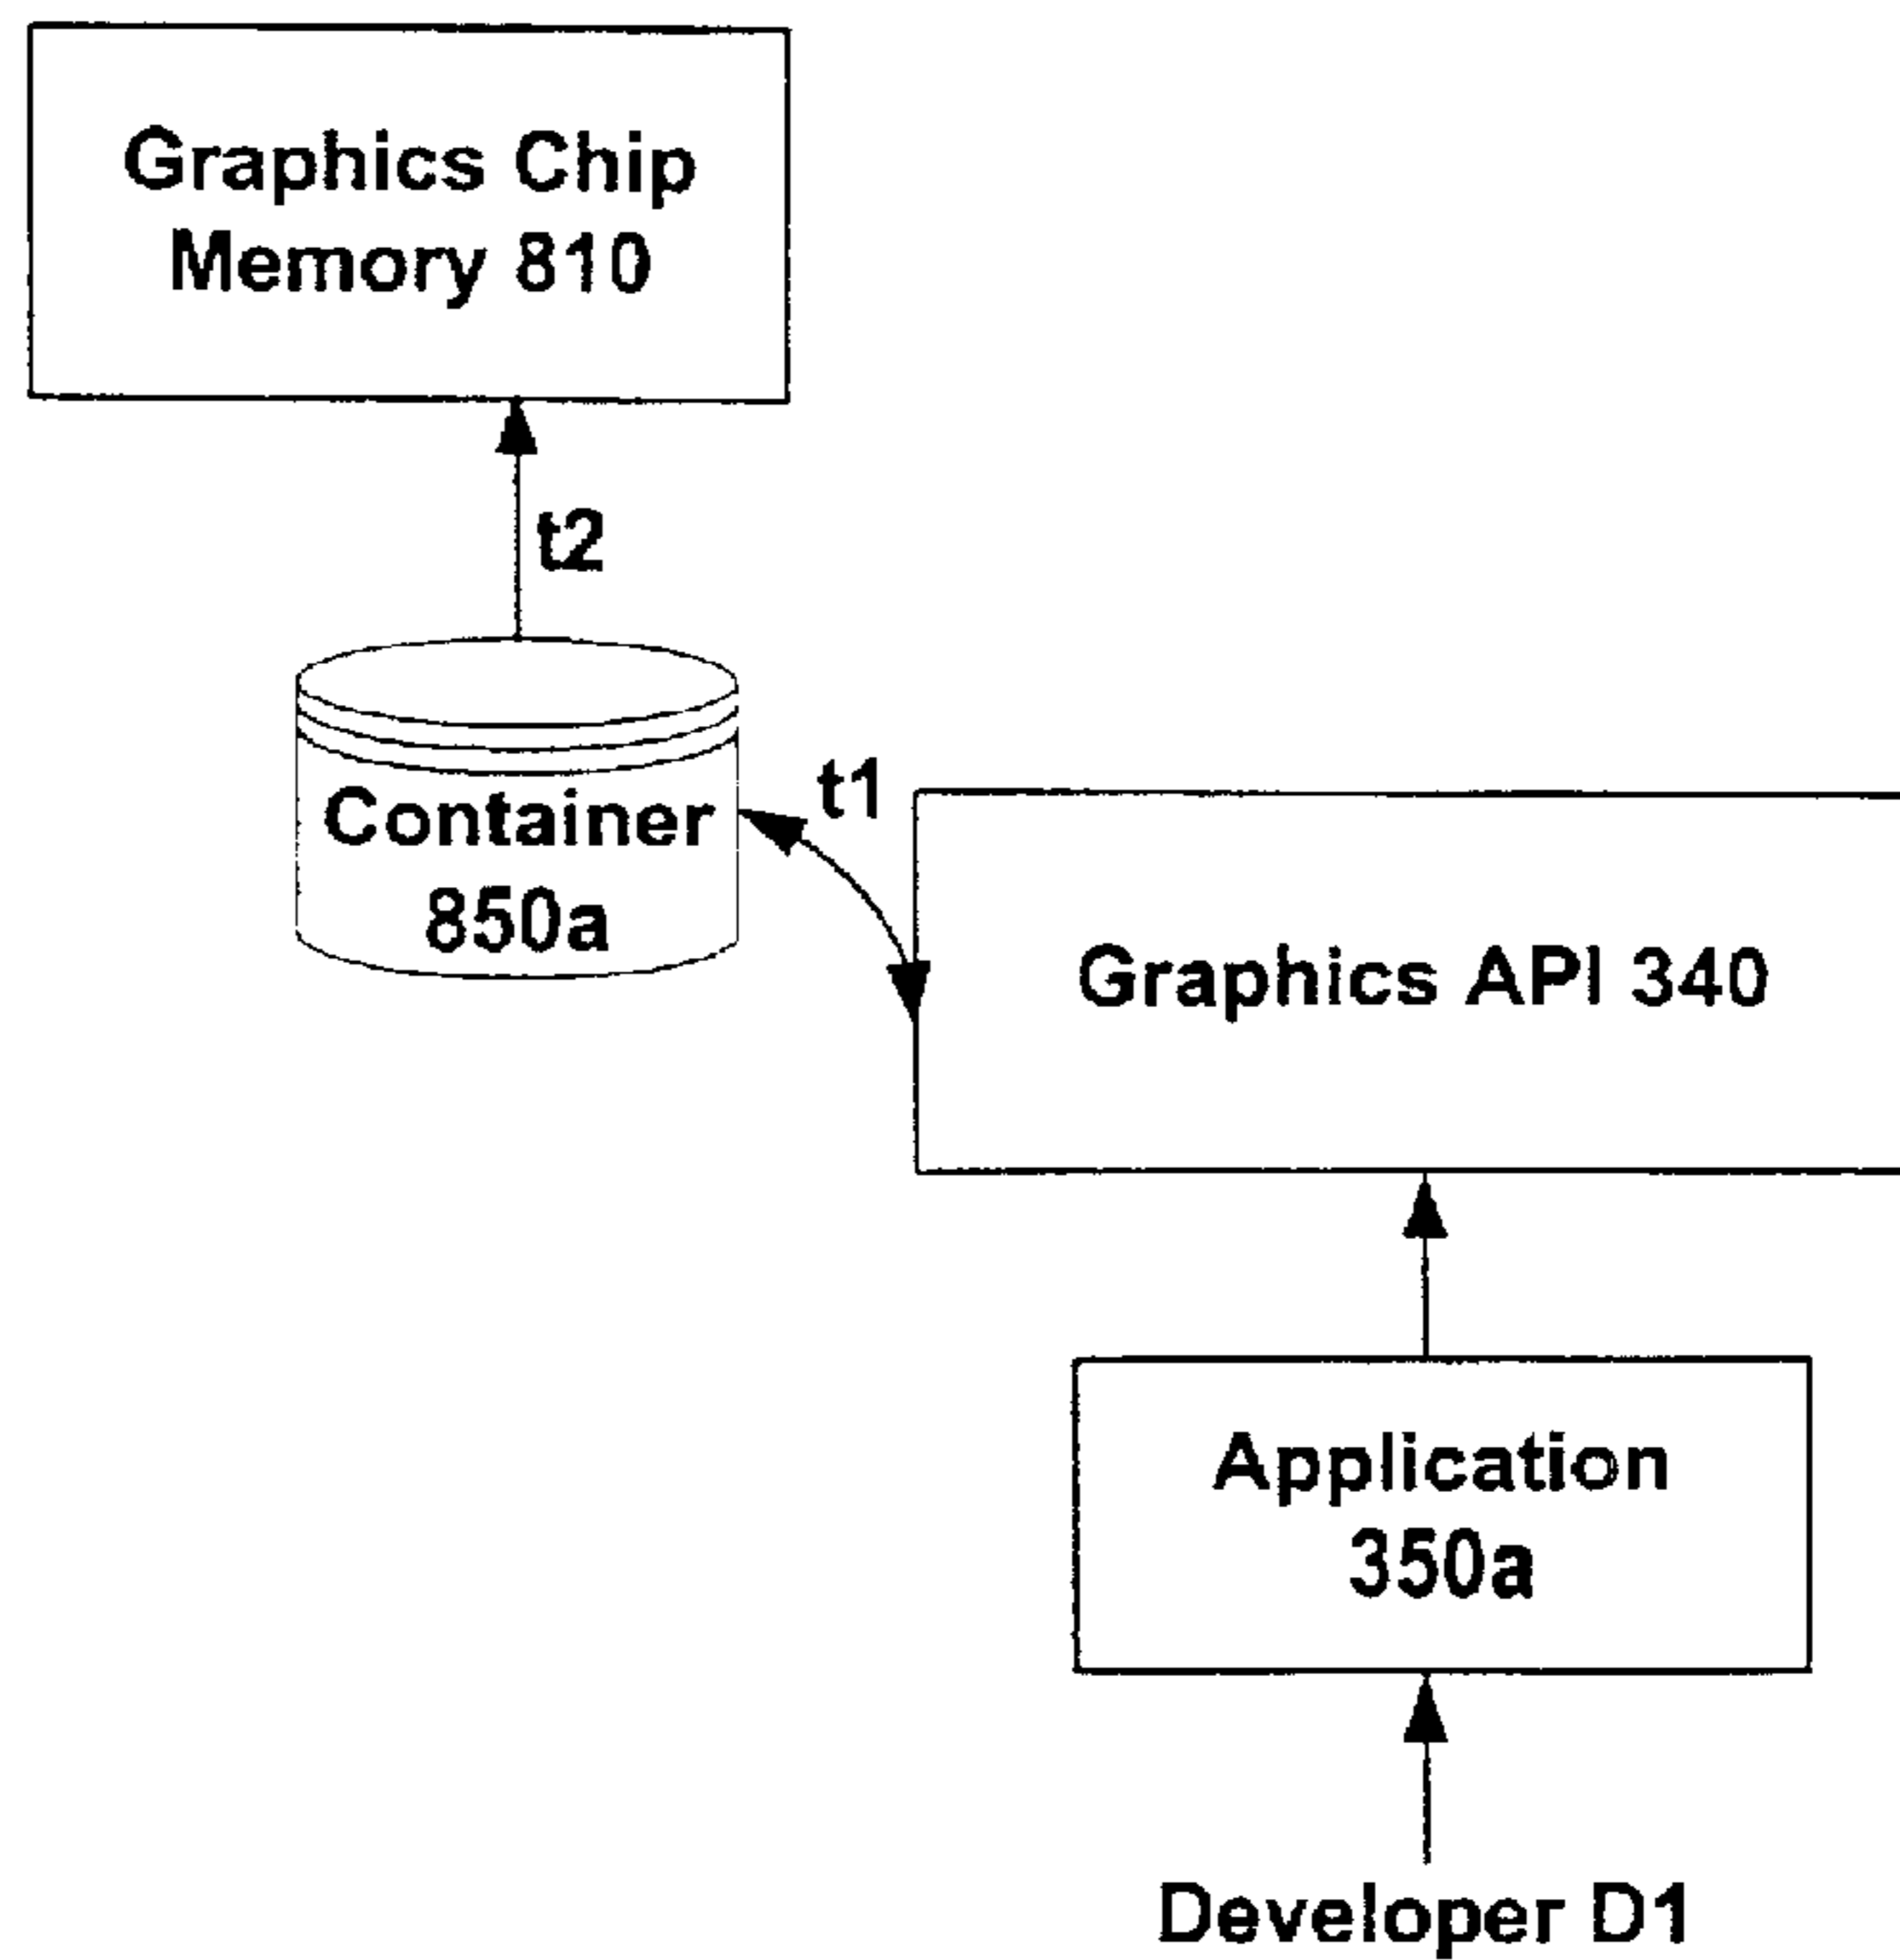 Graphics Chip
Memory 810
t2
Container
850a
t1
Graphics API 340
Application
350a
Developer D1